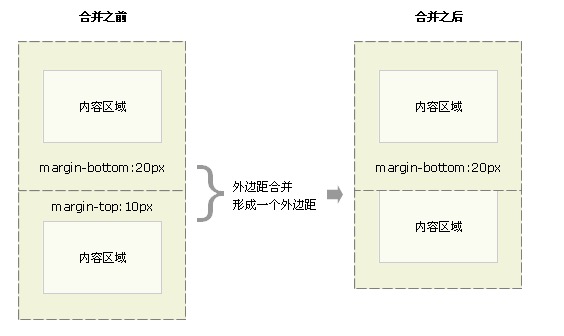 合并之前
合并之后
内容区域
margin-bottom:20px
margin-top:10px
内容区域
外边距合并
形成一个外边距
内容区域
margin-bottom:20px
内容区域